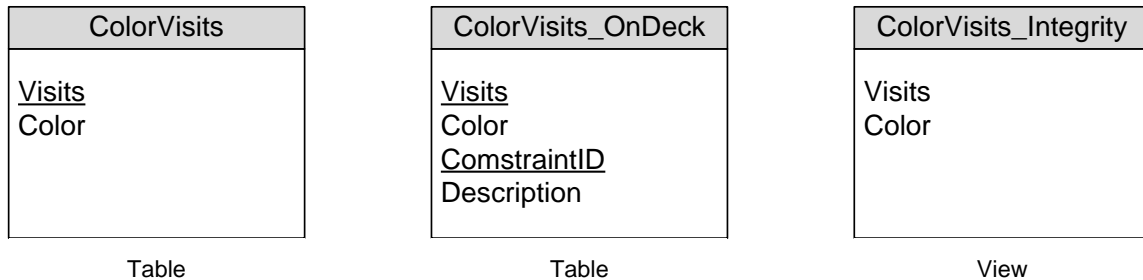 ColorVisits
Visits
Color
Table
ColorVisits_OnDeck
Visits
Color
ComstraintID
Description
Table
ColorVisits_Integrity
Visits
Color
View